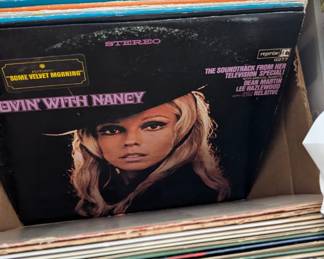 STEREO
"SOME VELVET MORNING"
OVIN' WITH NANCY
reprise
THE SOUNDTRACK FROM HER
TELEVISION SPECIAL!
DEAN MARTIN
LEE HAZLEWOOD
RELATIVE